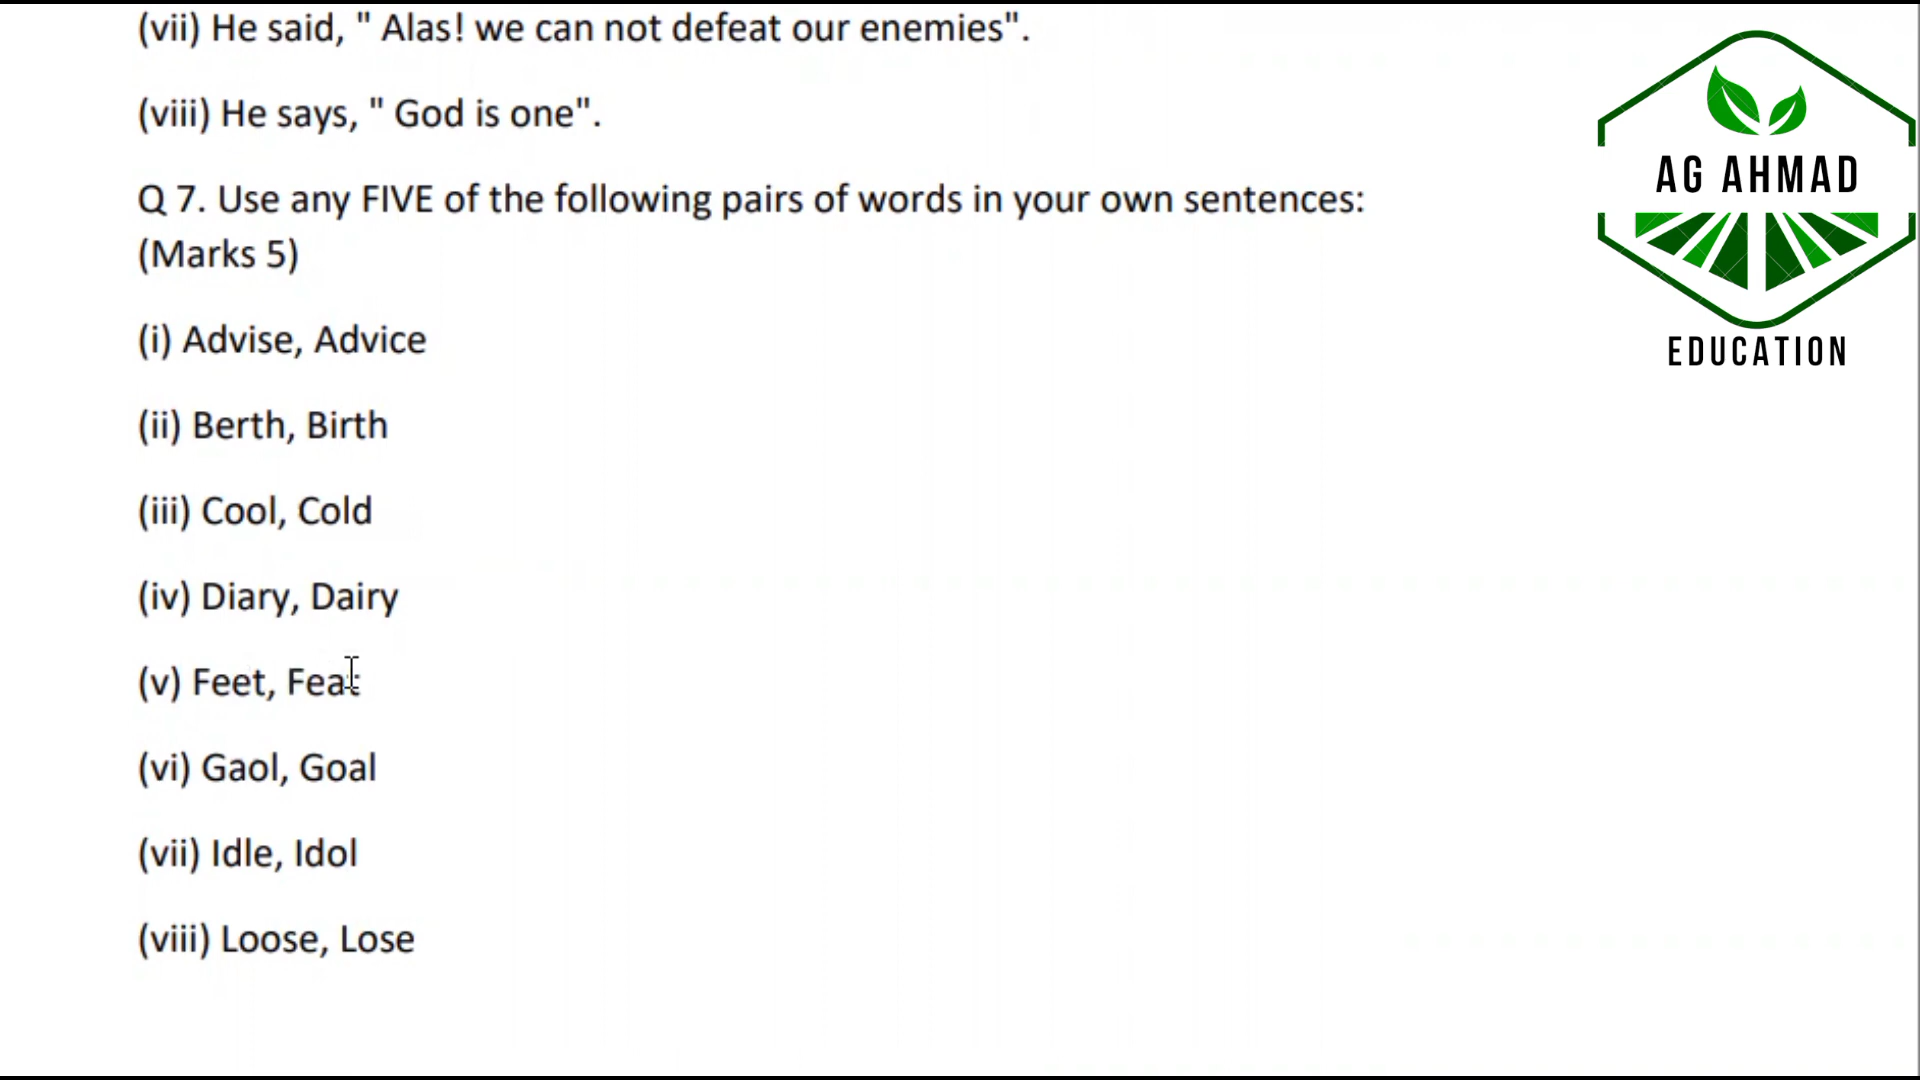 (vii) He said, " Alas! we can not defeat our enemies".
(viii) He says, " God is one".
Q 7. Use any FIVE of the following pairs of words in your own sentences:
(Marks 5)
(i) Advise, Advice
(ii) Berth, Birth
(iii) Cool, Cold
(iv) Diary, Dairy
(v) Feet, Feat
(vi) Gaol, Goal
(vii) Idle, Idol
(viii) Loose, Lose
AG AHMAD
EDUCATION